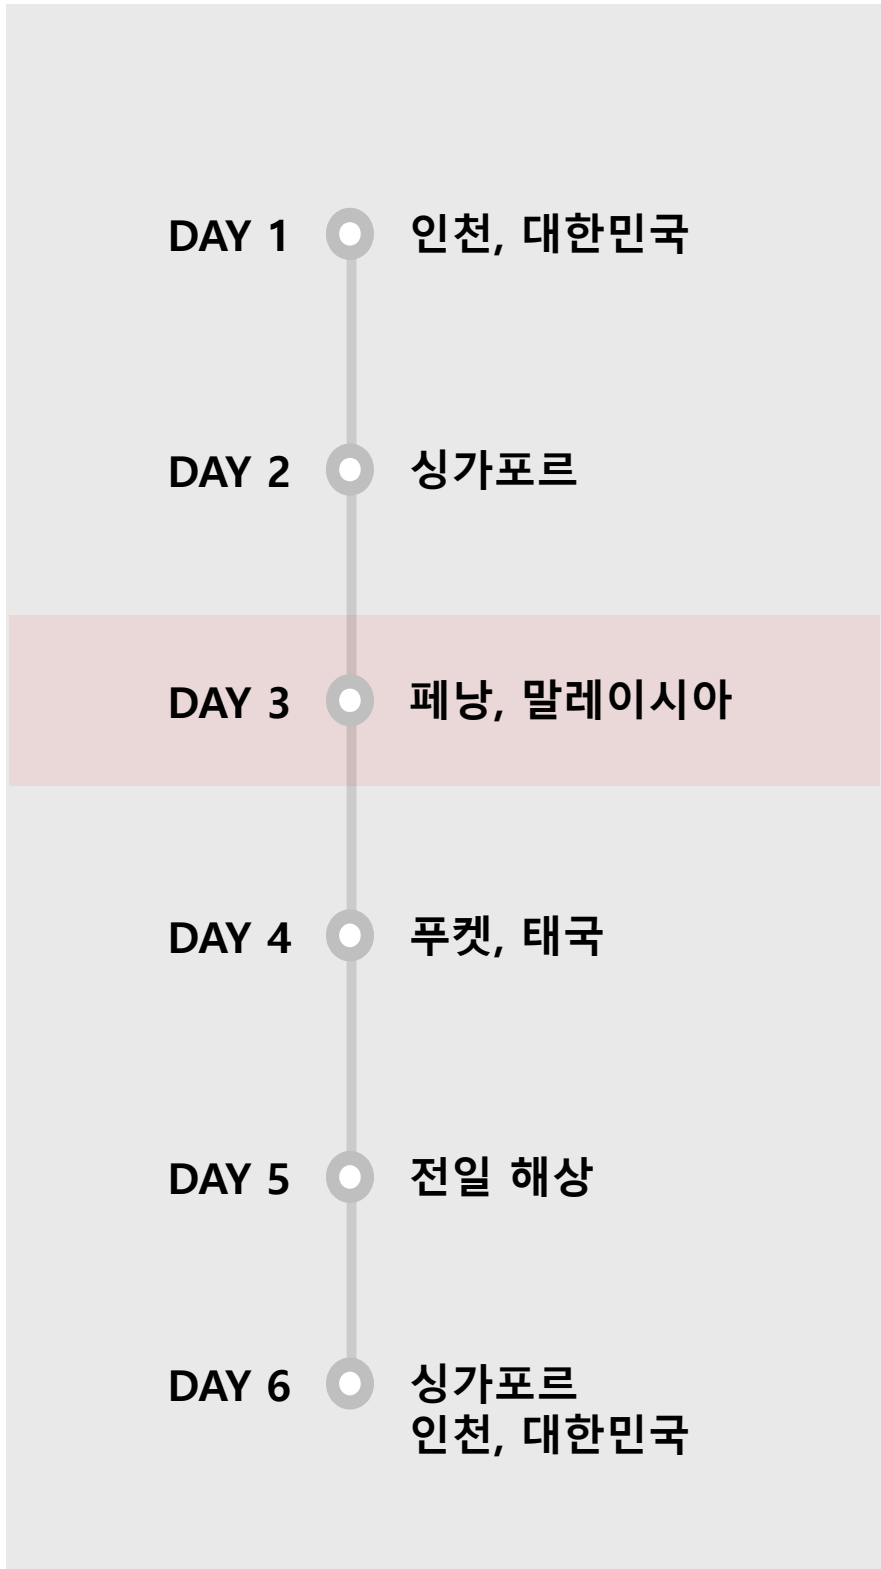 DAY 1 인천, 대한민국
DAY 2 싱가포르
DAY 3 페낭, 말레이시아
DAY 4 푸켓, 태국
DAY 5 전일 해상
DAY 6 싱가포르
인천, 대한민국